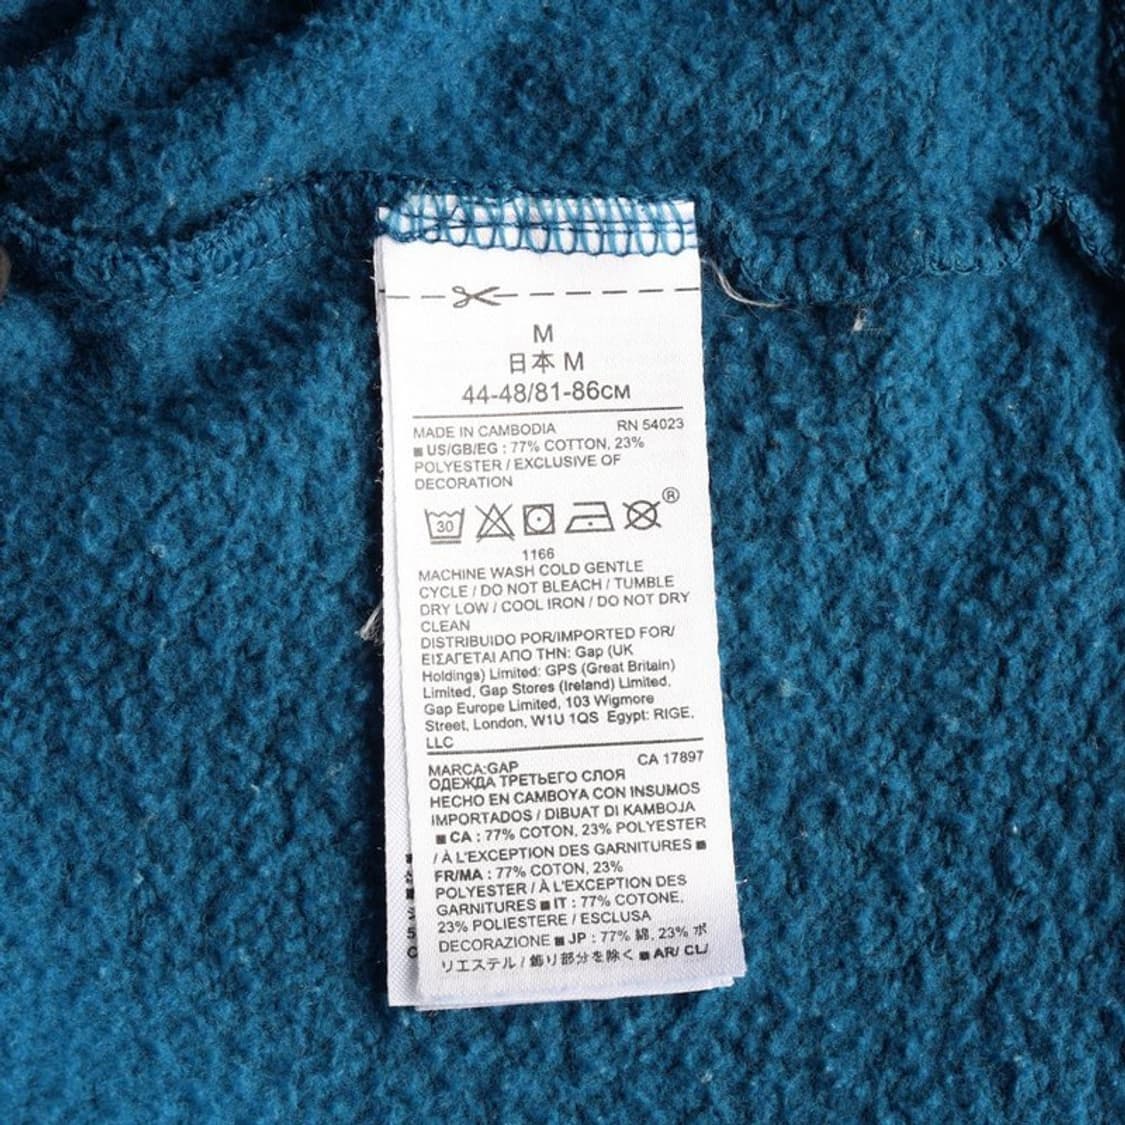 M
日本 M
44-48/81-86CM
MADE IN CAMBODIA RN 54023
■ US/GB/EG : 77% COTTON, 23%
POLYESTER / EXCLUSIVE OF
DECORATION
30 ®
1166
MACHINE WASH COLD GENTLE
CYCLE / DO NOT BLEACH / TUMBLE
DRY LOW / COOL IRON / DO NOT DRY
CLEAN
DISTRIBUIDO POR/IMPORTED FOR/
ΕΙΣΑΓΕΤΑΙ ΑΠΟ ΤΗΝ: Gap (UK
Holdings) Limited: GPS (Great Britain)
Limited, Gap Stores (Ireland) Limited,
Gap Europe Limited, 103 Wigmore
Street, London, W1U 1QS Egypt: RIGE,
LLC
MARCA:GAP CA 17897
ОДЕЖДА ТРЕТЬЕГО СЛОЯ
HECHO EN CAMBOYA CON INSUMOS
IMPORTADOS / DIBUAT DI KAMBOJA
■ CA : 77% COTON, 23% POLYESTER
/ À L'EXCEPTION DES GARNITURES ■
FR/MA : 77% COTON, 23%
POLYESTER / À L'EXCEPTION DES
GARNITURES ■ IT : 77% COTONE,
23% POLIESTERE / ESCLUSA
DECORAZIONE ■ JP : 77% 綿, 23% ポ
リエステル / 飾り部分を除く ■ AR/ CL/